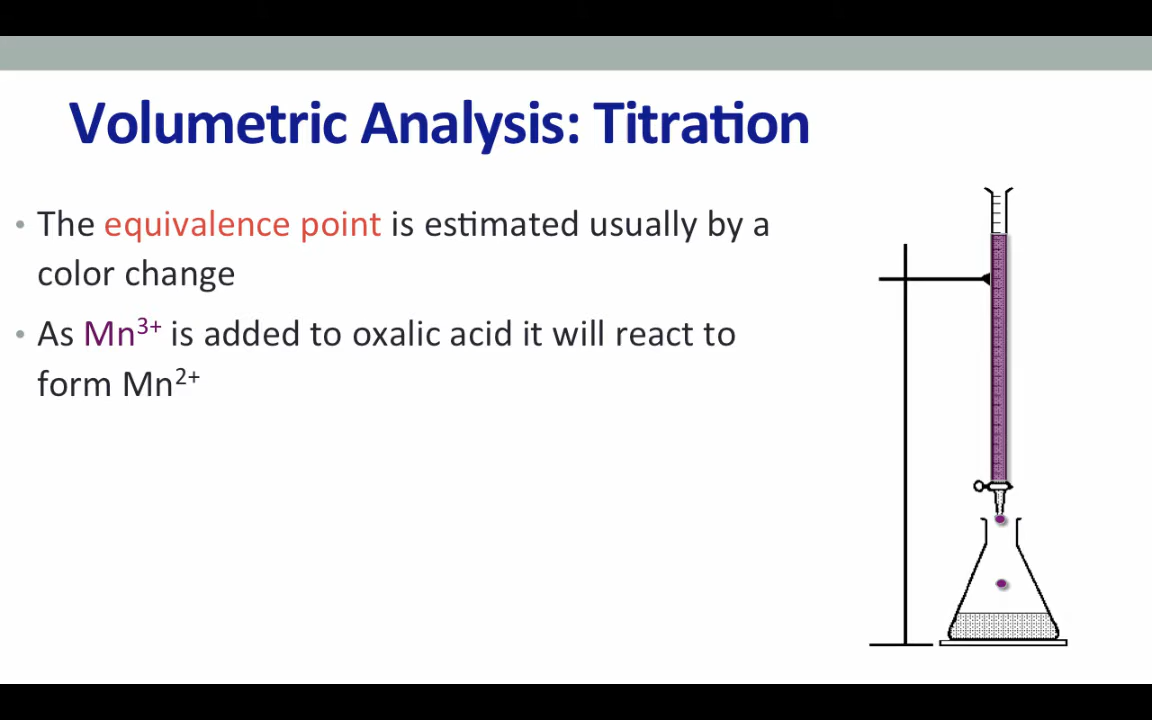 Volumetric Analysis: Titration
• The equivalence point is estimated usually by a
color change
• As Mn³⁺ is added to oxalic acid it will react to
form Mn²⁺